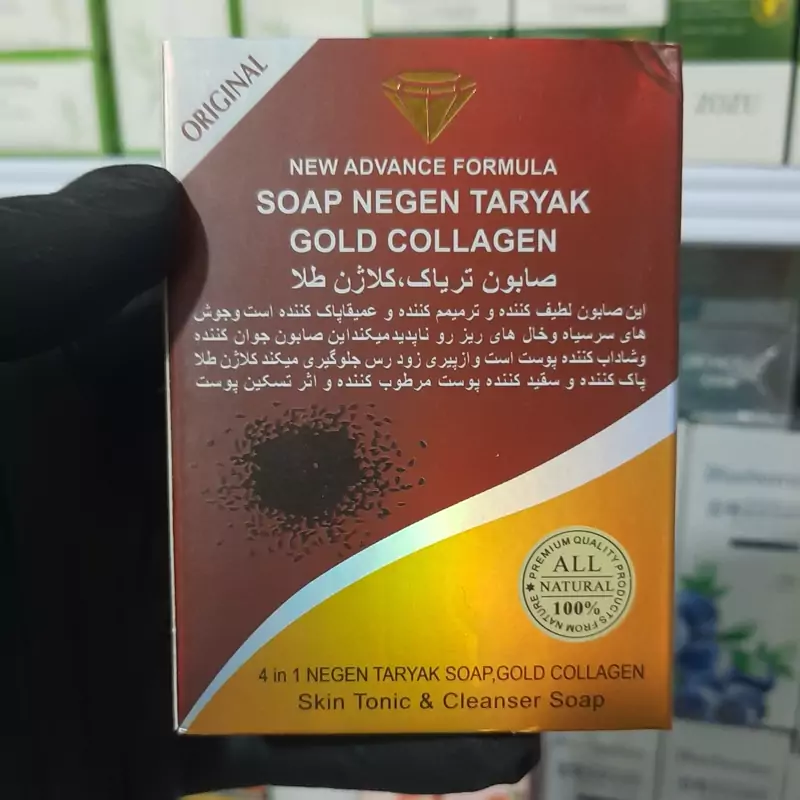 ORIGINAL
NEW ADVANCE FORMULA
SOAP NEGEN TARYAK
GOLD COLLAGEN
صابون تریاک،کلاژن طلا
این صابون لطیف کننده و ترمیمم کننده و عمیقاپاک کننده است وجوش
های سرسیاه وخال های ریز رو ناپدیدمیکنداین صابون جوان کننده
وشاداب کننده پوست است وازپیری زود رس جلوگیری میکند کلاژن طلا
پاک کننده و سقید کننده پوست مرطوب کننده و اثر تسکین پوست
PREMIUM QUALITY PRODUCTS FROM NATURE
ALL
NATURAL
100%
4 in 1 NEGEN TARYAK SOAP,GOLD COLLAGEN
Skin Tonic & Cleanser Soap
ZOZU